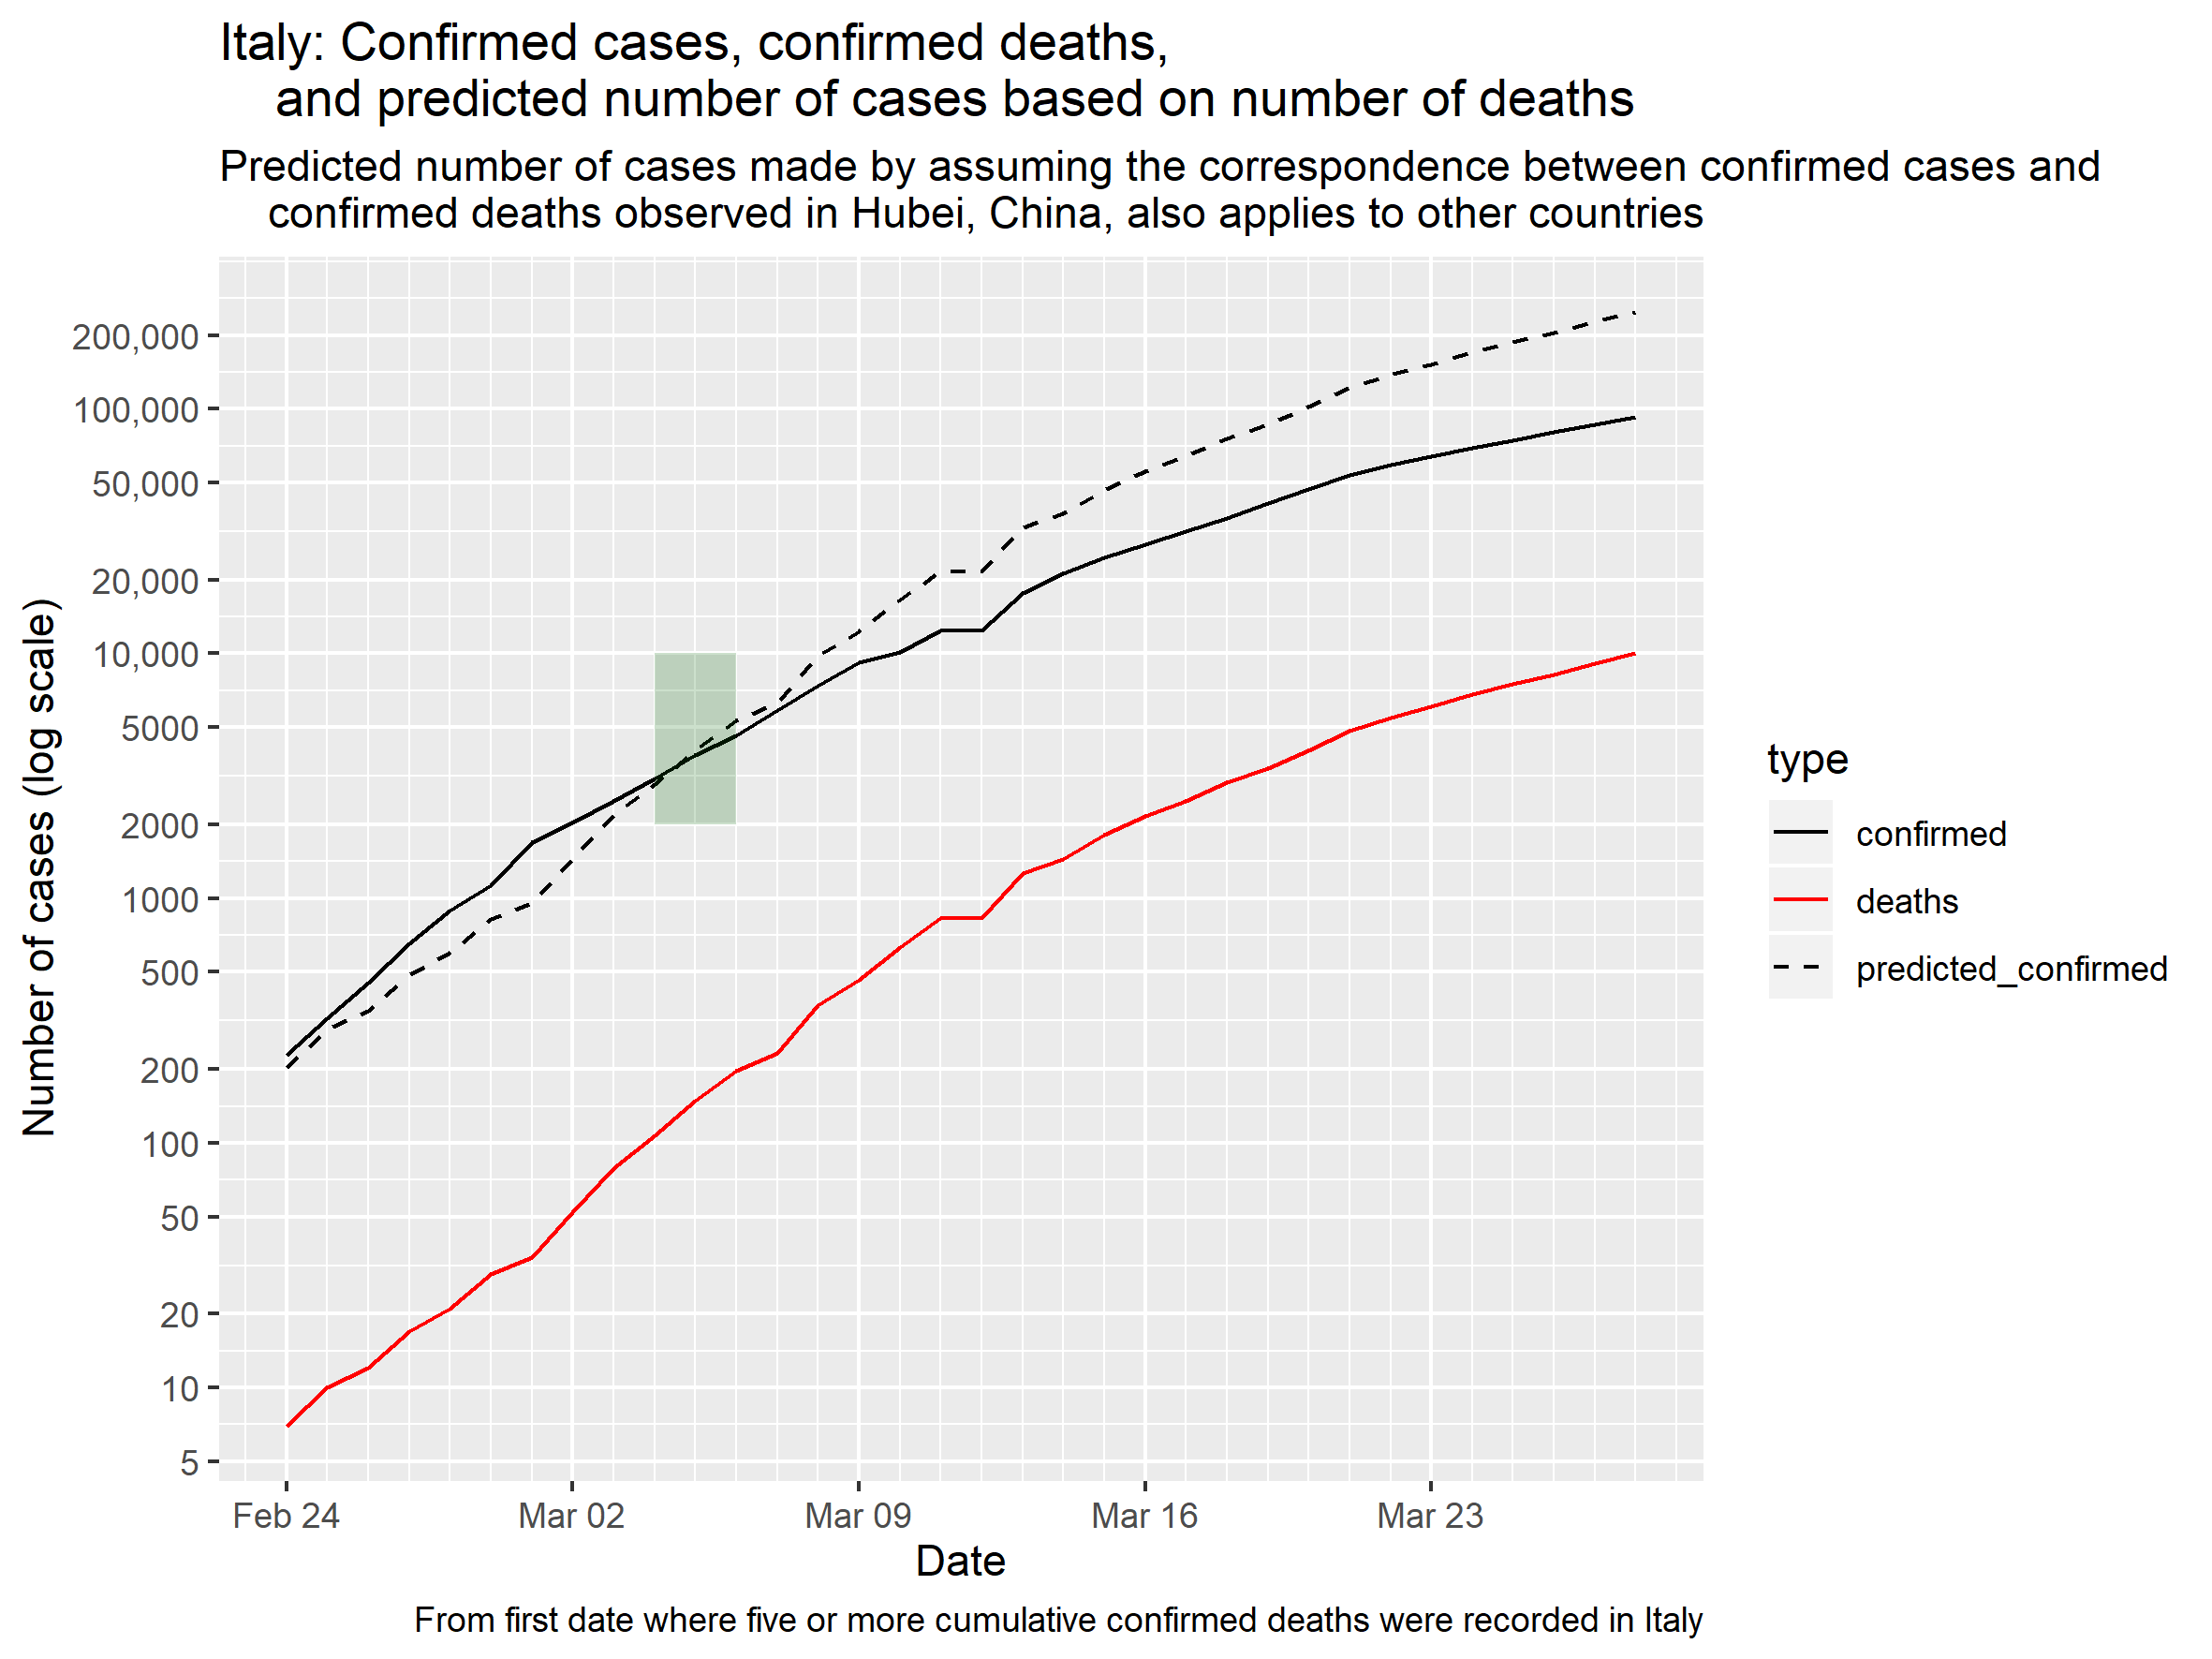 Italy: Confirmed cases, confirmed deaths,
and predicted number of cases based on number of deaths
Predicted number of cases made by assuming the correspondence between confirmed cases and
confirmed deaths observed in Hubei, China, also applies to other countries
Number of cases (log scale)
200,000
100,000
50,000
20,000
10,000
5000
2000
1000
500
200
100
50
20
10
5
Feb 24
Mar 02
Mar 09
Mar 16
Mar 23
Date
type
confirmed
deaths
predicted_confirmed
From first date where five or more cumulative confirmed deaths were recorded in Italy